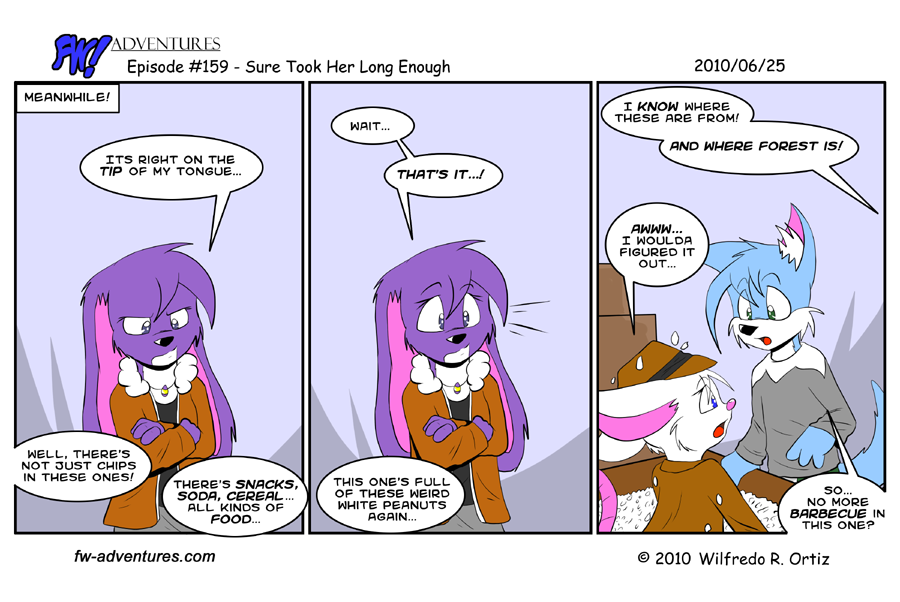 FW! ADVENTURES
Episode #159 - Sure Took Her Long Enough
2010/06/25
MEANWHILE!
ITS RIGHT ON THE
TIP OF MY TONGUE...
WELL, THERE'S
NOT JUST CHIPS
IN THESE ONES!
THERE'S SNACKS,
SODA, CEREAL...
ALL KINDS OF
FOOD...
WAIT...
THAT'S IT...!
THIS ONE'S FULL
OF THESE WEIRD
WHITE PEANUTS
AGAIN...
I KNOW WHERE
THESE ARE FROM!
AND WHERE FOREST IS!
AWWW...
I WOULDA
FIGURED IT
OUT...
SO...
NO MORE
BARBECUE IN
THIS ONE?
fw-adventures.com
© 2010 Wilfredo R. Ortiz